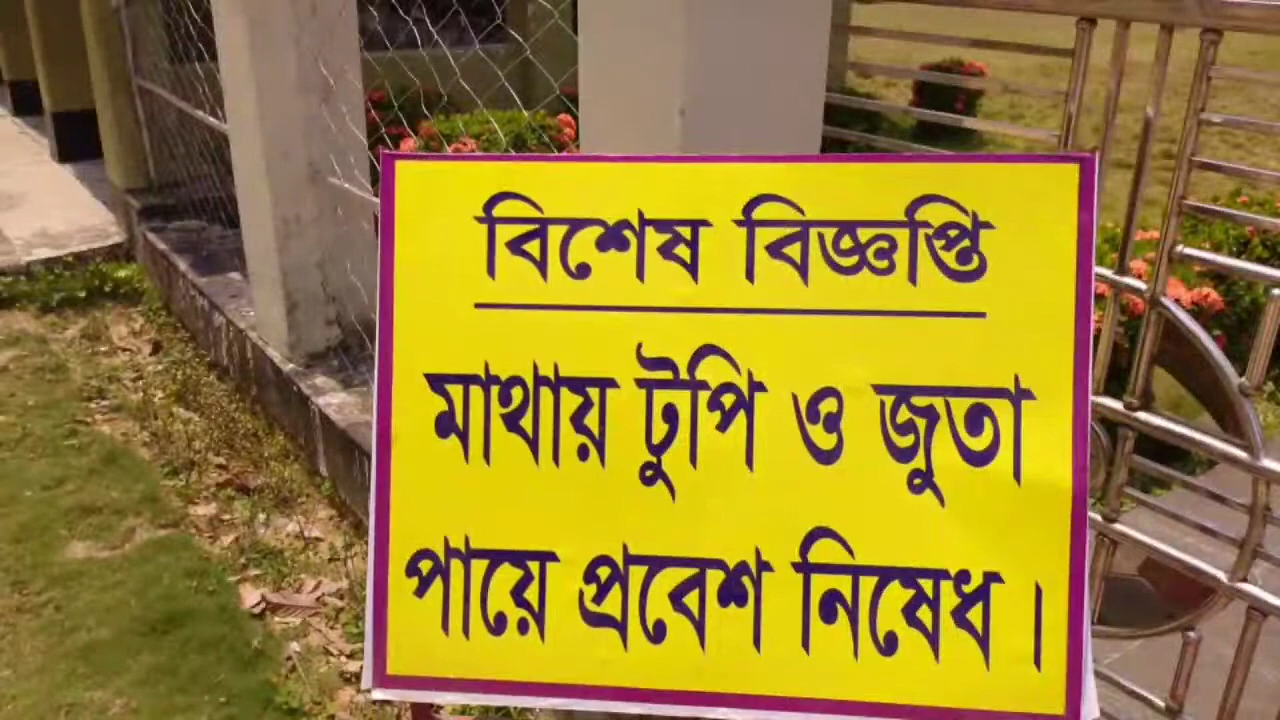 বিশেষ বিজ্ঞপ্তি
মাথায় টুপি ও জুতা
পায়ে প্রবেশ নিষেধ।